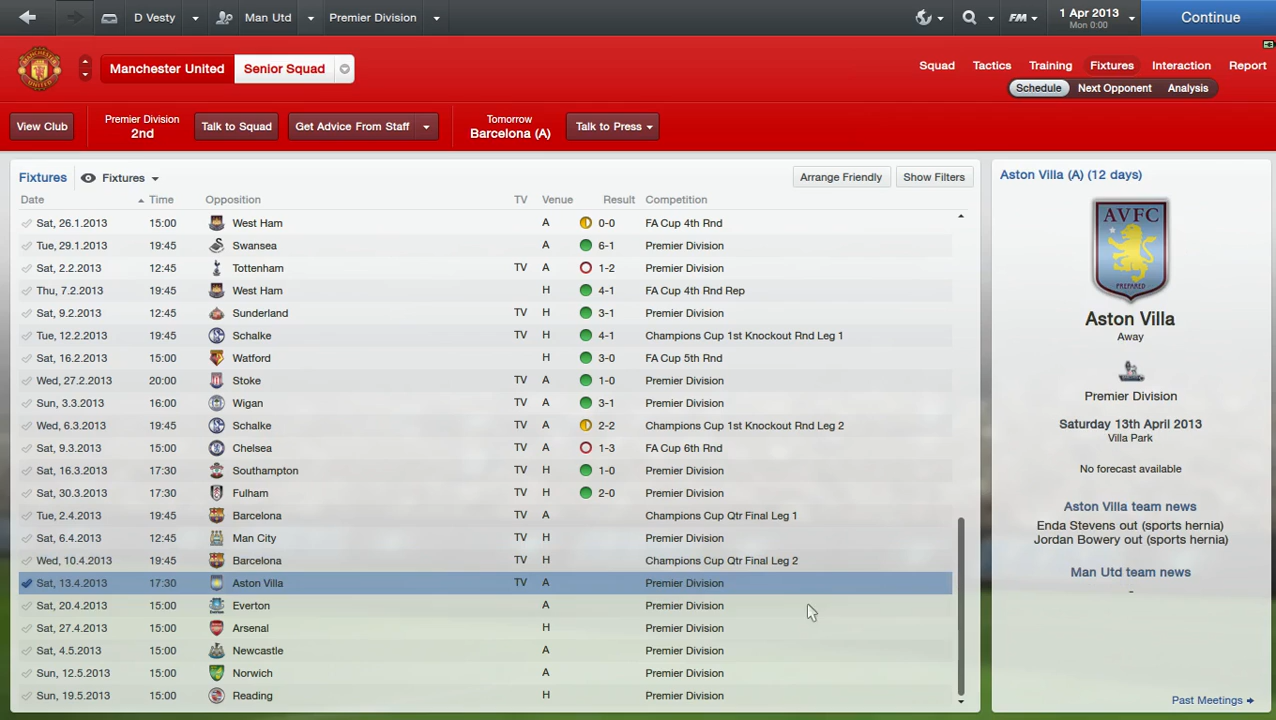 D Vesty Man Utd Premier Division FM 1 Apr 2013 Continue
Mon 0:00
Manchester United Senior Squad Squad Tactics Training Fixtures Interaction Report
Schedule Next Opponent Analysis
View Club Premier Division Talk to Squad Get Advice From Staff Tomorrow Talk to Press
2nd Barcelona (A)
Fixtures Fixtures Arrange Friendly Show Filters
Date Time Opposition TV Venue Result Competition
Sat, 26.1.2013 15:00 West Ham A 0-0 FA Cup 4th Rnd
Tue, 29.1.2013 19:45 Swansea A 6-1 Premier Division
Sat, 2.2.2013 12:45 Tottenham TV A 1-2 Premier Division
Thu, 7.2.2013 19:45 West Ham H 4-1 FA Cup 4th Rnd Rep
Sat, 9.2.2013 12:45 Sunderland TV H 3-1 Premier Division
Tue, 12.2.2013 19:45 Schalke TV H 4-1 Champions Cup 1st Knockout Rnd Leg 1
Sat, 16.2.2013 15:00 Watford H 3-0 FA Cup 5th Rnd
Wed, 27.2.2013 20:00 Stoke TV A 1-0 Premier Division
Sun, 3.3.2013 16:00 Wigan TV A 3-1 Premier Division
Wed, 6.3.2013 19:45 Schalke TV A 2-2 Champions Cup 1st Knockout Rnd Leg 2
Sat, 9.3.2013 15:00 Chelsea TV H 1-3 FA Cup 6th Rnd
Sat, 16.3.2013 17:30 Southampton TV H 1-0 Premier Division
Sat, 30.3.2013 17:30 Fulham TV H 2-0 Premier Division
Tue, 2.4.2013 19:45 Barcelona TV A Champions Cup Qtr Final Leg 1
Sat, 6.4.2013 12:45 Man City TV H Premier Division
Wed, 10.4.2013 19:45 Barcelona TV H Champions Cup Qtr Final Leg 2
Sat, 13.4.2013 17:30 Aston Villa TV A Premier Division
Sat, 20.4.2013 15:00 Everton A Premier Division
Sat, 27.4.2013 15:00 Arsenal H Premier Division
Sat, 4.5.2013 15:00 Newcastle A Premier Division
Sun, 12.5.2013 15:00 Norwich A Premier Division
Sun, 19.5.2013 15:00 Reading H Premier Division
Aston Villa (A) (12 days)
AVFC
PREPARED
Aston Villa
Away
Premier Division
Saturday 13th April 2013
Villa Park
No forecast available
Aston Villa team news
Enda Stevens out (sports hernia)
Jordan Bowery out (sports hernia)
Man Utd team news
-
Past Meetings